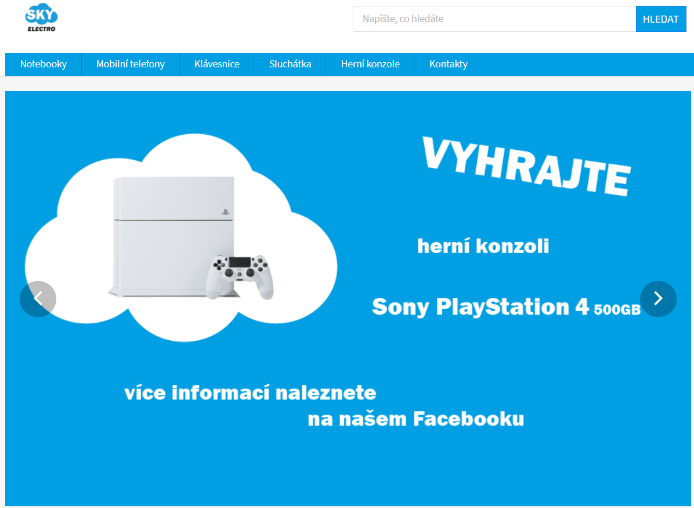 SKY
ELECTRO
Napište, co hledáte
HLEDAT
Notebooky
Mobilní telefony
Klávesnice
Sluchátka
Herní konzole
Kontakty
VYHRAJTE
herní konzoli
Sony PlayStation 4 500GB
více informací naleznete
na našem Facebooku